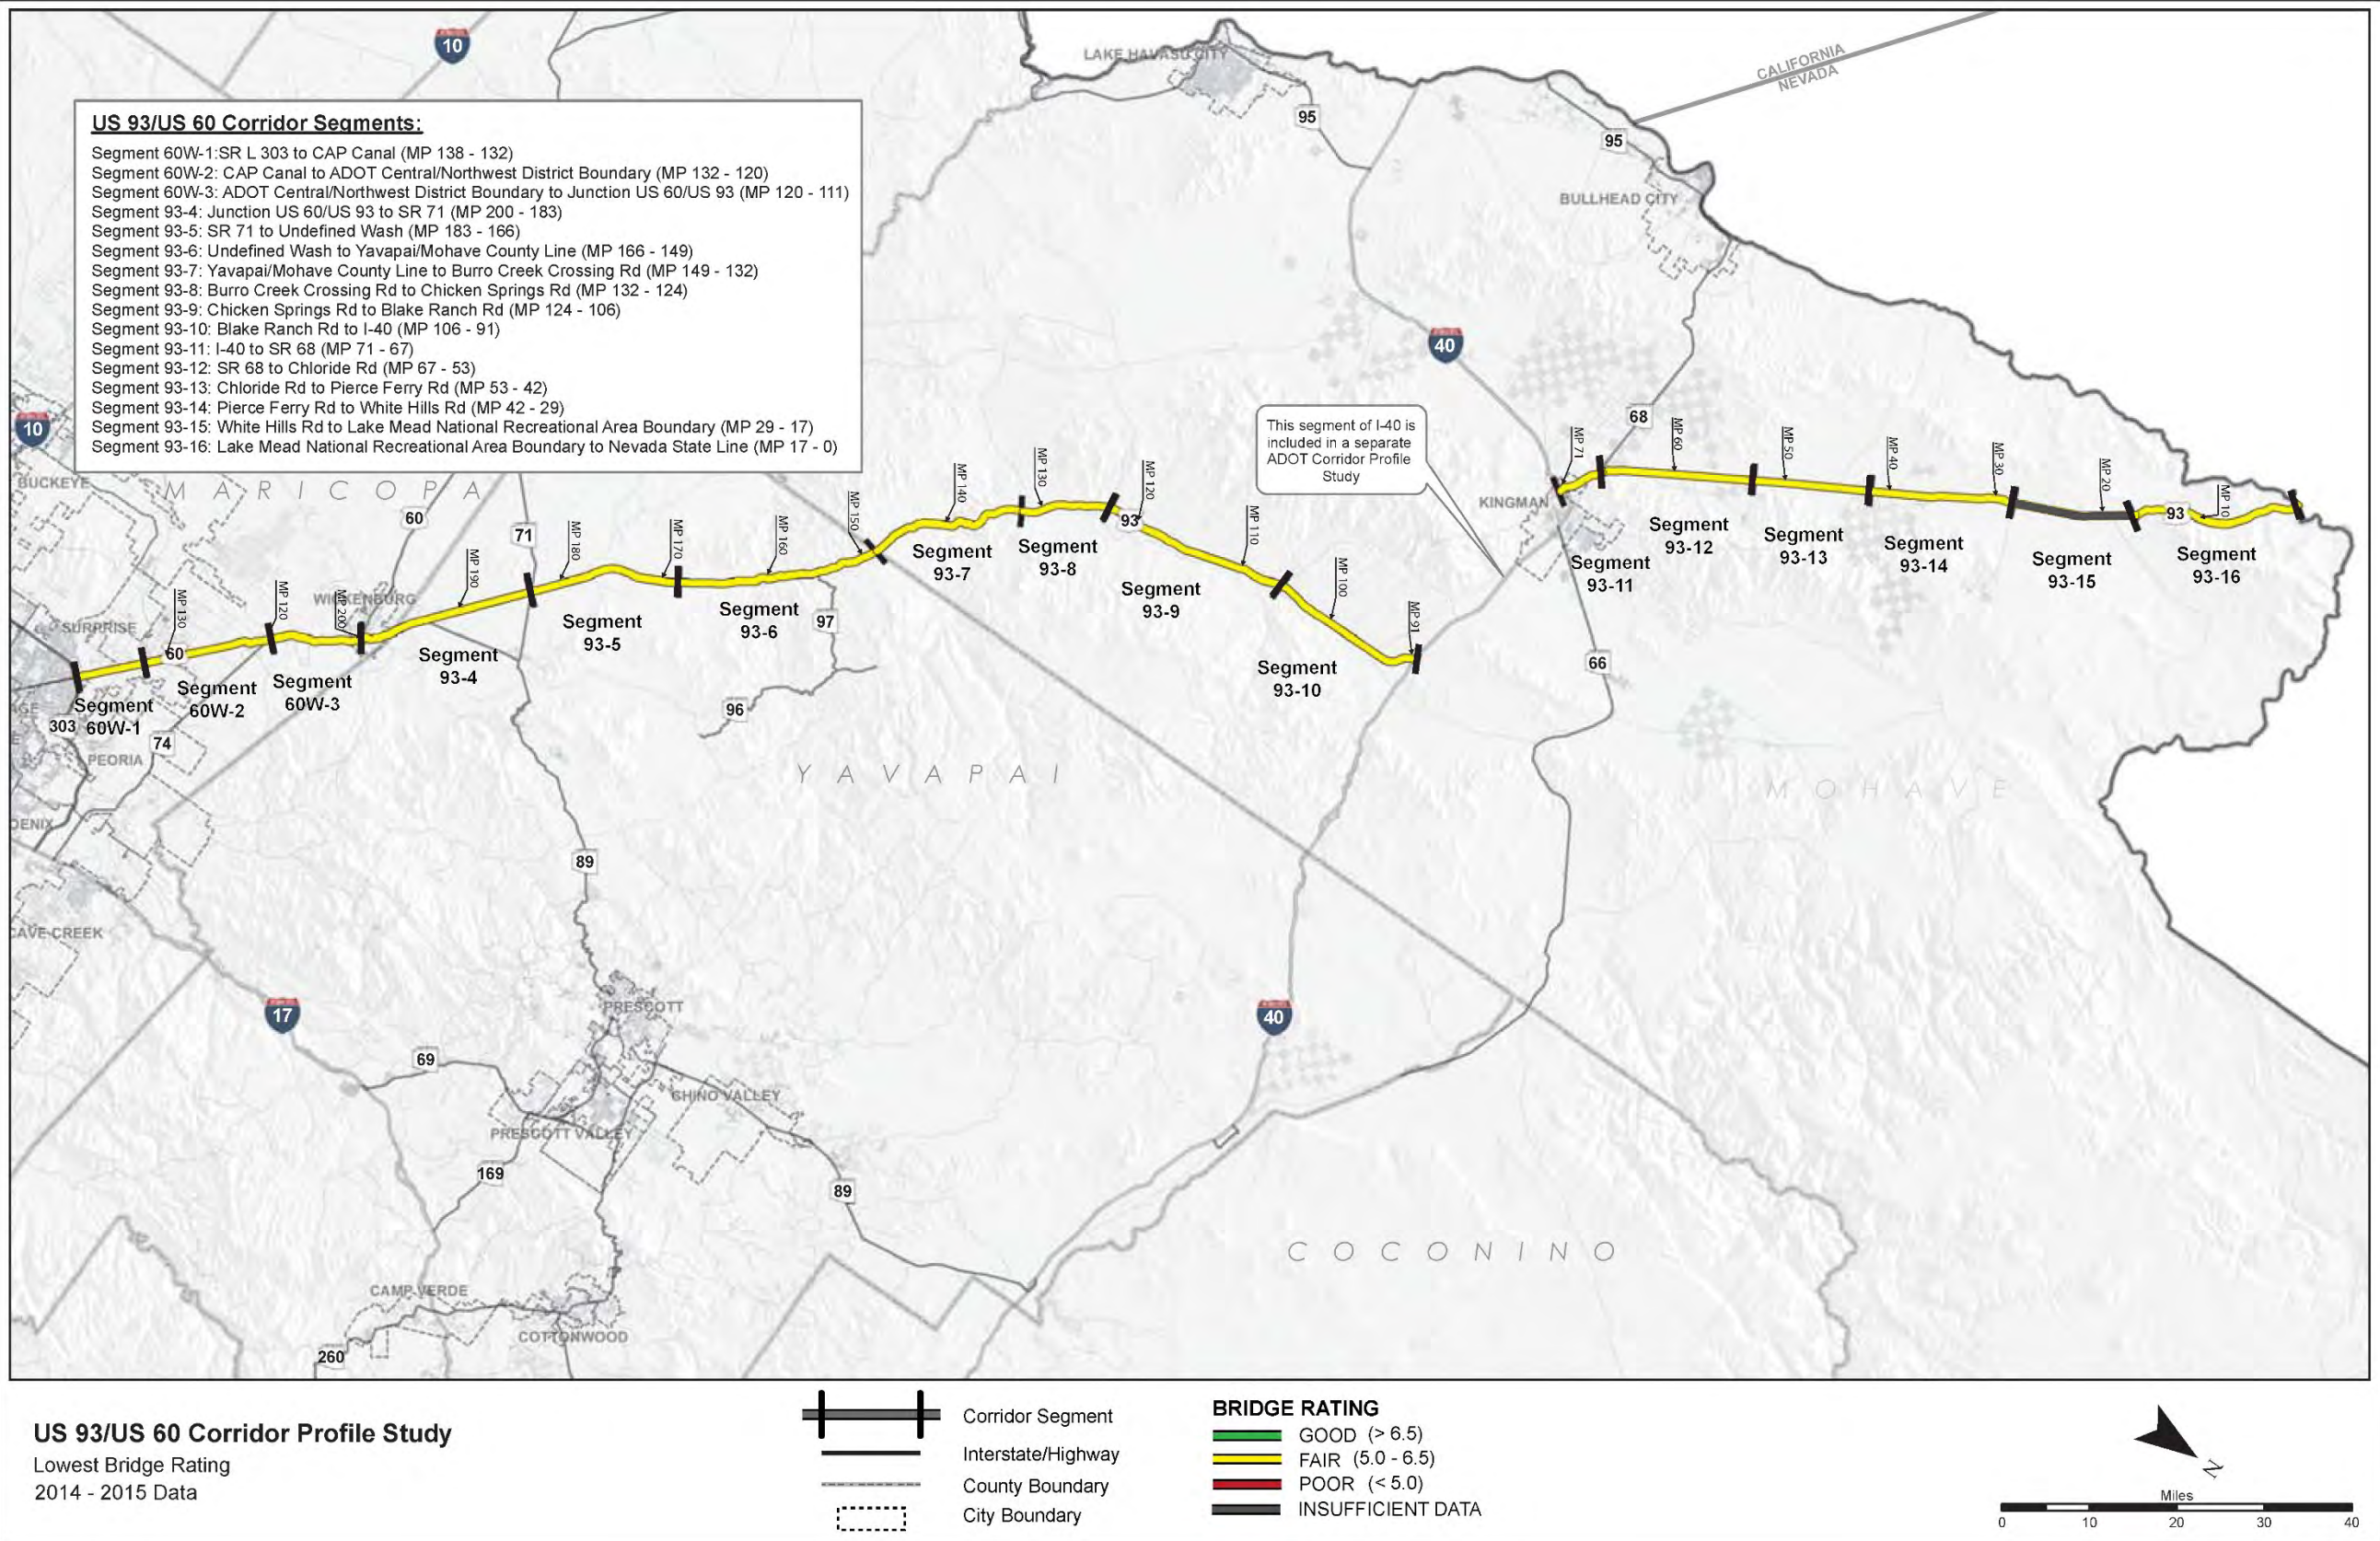 10
LAKE HAVASU CITY
CALIFORNIA
NEVADA
95
95
BULLHEAD CITY
US 93/US 60 Corridor Segments:
Segment 60W-1:SR L 303 to CAP Canal (MP 138 - 132)
Segment 60W-2: CAP Canal to ADOT Central/Northwest District Boundary (MP 132 - 120)
Segment 60W-3: ADOT Central/Northwest District Boundary to Junction US 60/US 93 (MP 120 - 111)
Segment 93-4: Junction US 60/US 93 to SR 71 (MP 200 - 183)
Segment 93-5: SR 71 to Undefined Wash (MP 183 - 166)
Segment 93-6: Undefined Wash to Yavapai/Mohave County Line (MP 166 - 149)
Segment 93-7: Yavapai/Mohave County Line to Burro Creek Crossing Rd (MP 149 - 132)
Segment 93-8: Burro Creek Crossing Rd to Chicken Springs Rd (MP 132 - 124)
Segment 93-9: Chicken Springs Rd to Blake Ranch Rd (MP 124 - 106)
Segment 93-10: Blake Ranch Rd to I-40 (MP 106 - 91)
Segment 93-11: I-40 to SR 68 (MP 71 - 67)
Segment 93-12: SR 68 to Chloride Rd (MP 67 - 53)
Segment 93-13: Chloride Rd to Pierce Ferry Rd (MP 53 - 42)
Segment 93-14: Pierce Ferry Rd to White Hills Rd (MP 42 - 29)
Segment 93-15: White Hills Rd to Lake Mead National Recreational Area Boundary (MP 29 - 17)
Segment 93-16: Lake Mead National Recreational Area Boundary to Nevada State Line (MP 17 - 0)
40
10
68
This segment of I-40 is
included in a separate
ADOT Corridor Profile
Study
BUCKEYE
MARICOPA
60
71
KINGMAN
93
93
MP 130
MP 120
MP 200
MP 190
MP 180
MP 170
MP 160
MP 150
MP 140
MP 130
MP 120
MP 110
MP 100
MP 91
MP 71
MP 60
MP 50
MP 40
MP 30
MP 20
MP 10
WICKENBURG
SURPRISE
60
97
96
66
Segment
60W-1
Segment
60W-2
Segment
60W-3
Segment
93-4
Segment
93-5
Segment
93-6
Segment
93-7
Segment
93-8
Segment
93-9
Segment
93-10
Segment
93-11
Segment
93-12
Segment
93-13
Segment
93-14
Segment
93-15
Segment
93-16
AGE
303
74
PEORIA
YAVAPAI
MOHAVE
OENIX
89
CAVE CREEK
PRESCOTT
17
40
69
CHINO VALLEY
PRESCOTT VALLEY
169
89
COCONINO
CAMP VERDE
COTTONWOOD
260
US 93/US 60 Corridor Profile Study
Lowest Bridge Rating
2014 - 2015 Data
Corridor Segment
Interstate/Highway
County Boundary
City Boundary
BRIDGE RATING
GOOD (> 6.5)
FAIR (5.0 - 6.5)
POOR (< 5.0)
INSUFFICIENT DATA
N
Miles
0 10 20 30 40